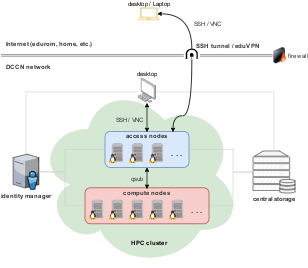 desktop / Laptop
SSH / VNC
Internet (eduroam, home, etc.)
SSH tunnel / eduVPN
firewall
DCCN network
desktop
SSH / VNC
access nodes
. . .
identity manager
qsub
central storage
compute nodes
. . .
HPC cluster